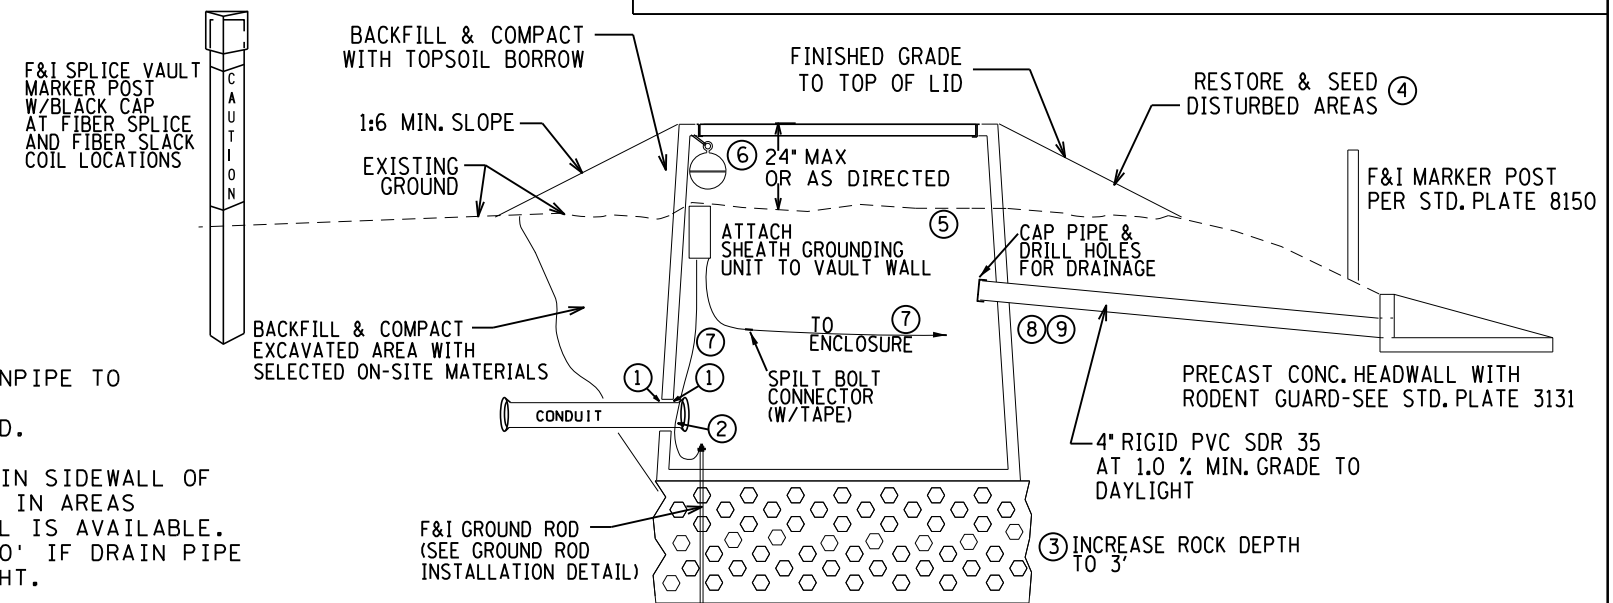 F&I SPLICE VAULT
MARKER POST
W/BLACK CAP
AT FIBER SPLICE
AND FIBER SLACK
COIL LOCATIONS
CAUTION
BACKFILL & COMPACT
WITH TOPSOIL BORROW
1:6 MIN. SLOPE
EXISTING
GROUND
FINISHED GRADE
TO TOP OF LID
RESTORE & SEED
DISTURBED AREAS
4
6
24" MAX
OR AS DIRECTED
F&I MARKER POST
PER STD. PLATE 8150
5
ATTACH
SHEATH GROUNDING
UNIT TO VAULT WALL
CAP PIPE &
DRILL HOLES
FOR DRAINAGE
BACKFILL & COMPACT
EXCAVATED AREA WITH
SELECTED ON-SITE MATERIALS
7
TO
ENCLOSURE
7
8 9
1
1
SPILT BOLT
CONNECTOR
(W/TAPE)
CONDUIT
2
PRECAST CONC. HEADWALL WITH
RODENT GUARD-SEE STD. PLATE 3131
4" RIGID PVC SDR 35
AT 1.0 % MIN. GRADE TO
DAYLIGHT
NPIPE TO
D.
IN SIDEWALL OF
IN AREAS
L IS AVAILABLE.
0' IF DRAIN PIPE
HT.
F&I GROUND ROD
(SEE GROUND ROD
INSTALLATION DETAIL)
3 INCREASE ROCK DEPTH
TO 3'